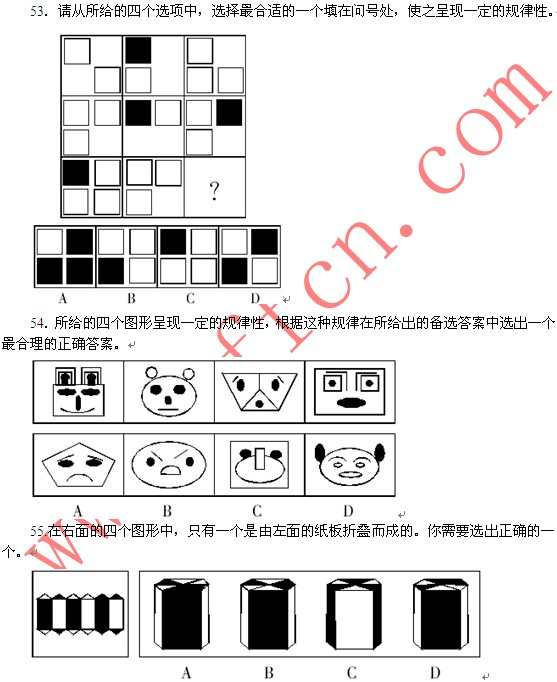 53. 请从所给的四个选项中，选择最合适的一个填在问号处，使之呈现一定的规律性。
?
A B C D
54. 所给的四个图形呈现一定的规律性，根据这种规律在所给出的备选答案中选出一个
最合理的正确答案。
A B C D
55.在右面的四个图形中，只有一个是由左面的纸板折叠而成的。你需要选出正确的一
个。
A B C D